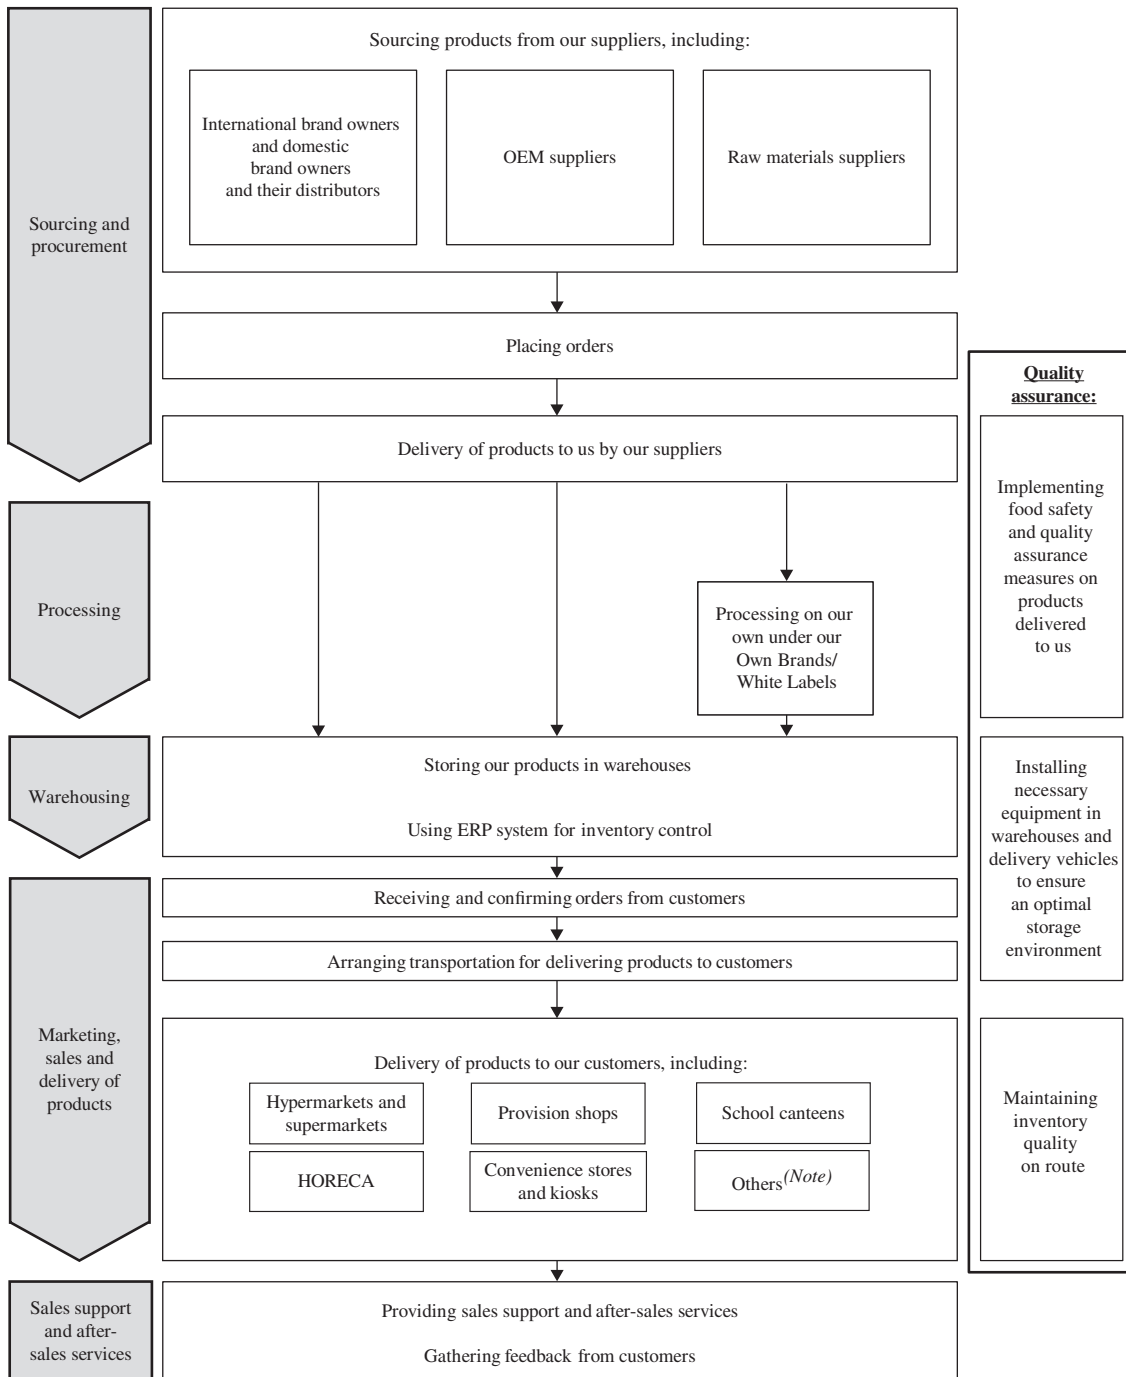 Sourcing and
procurement
Sourcing products from our suppliers, including:
International brand owners
and domestic
brand owners
and their distributors
OEM suppliers
Raw materials suppliers
Placing orders
Delivery of products to us by our suppliers
Processing
Processing on our
own under our
Own Brands/
White Labels
Warehousing
Storing our products in warehouses
Using ERP system for inventory control
Marketing,
sales and
delivery of
products
Receiving and confirming orders from customers
Arranging transportation for delivering products to customers
Delivery of products to our customers, including:
Hypermarkets and
supermarkets
Provision shops
School canteens
HORECA
Convenience stores
and kiosks
Others(Note)
Sales support
and after-
sales services
Providing sales support and after-sales services
Gathering feedback from customers
Quality
assurance:
Implementing
food safety
and quality
assurance
measures on
products
delivered
to us
Installing
necessary
equipment in
warehouses and
delivery vehicles
to ensure
an optimal
storage
environment
Maintaining
inventory
quality
on route